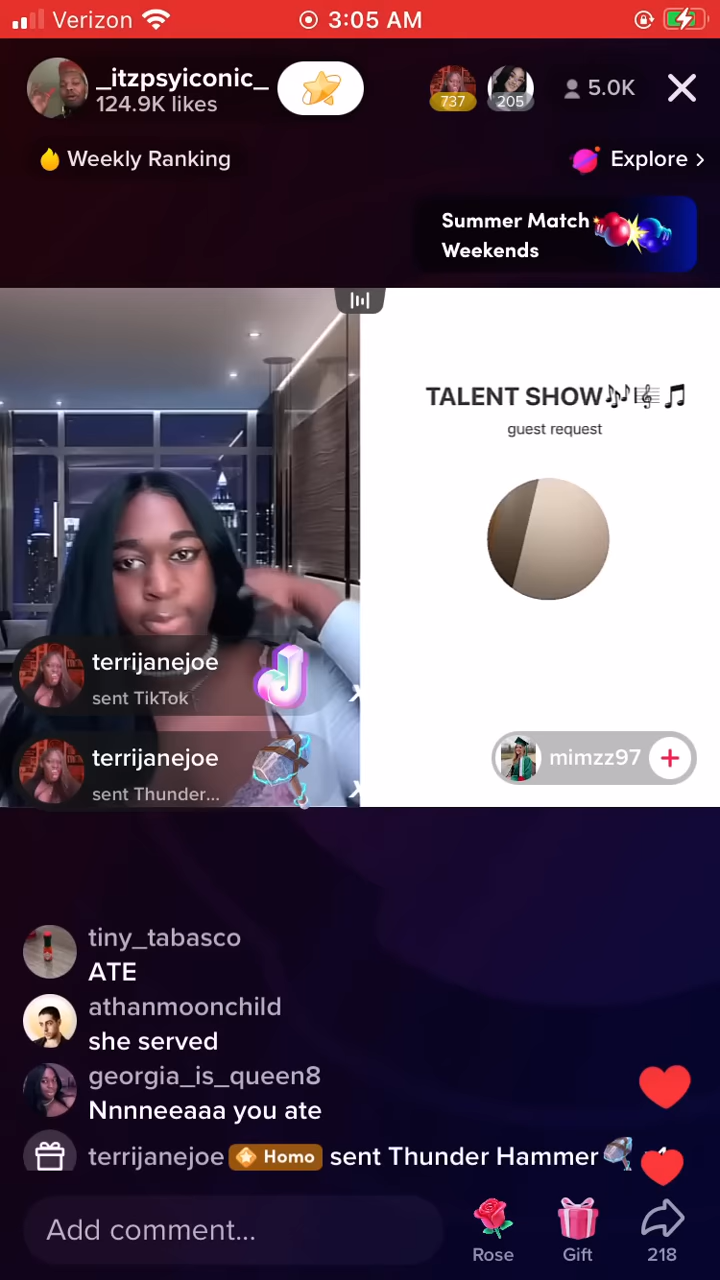 Verizon 3:05 AM
_itzpsyiconic_
124.9K likes
737
205
5.0K
Weekly Ranking
Explore >
Summer Match
Weekends
TALENT SHOW
guest request
terrijanejoe
sent TikTok
x
terrijanejoe
sent Thunder...
x
mimzz97
tiny_tabasco
ATE
athanmoonchild
she served
georgia_is_queen8
Nnnneeaaa you ate
terrijanejoe Homo sent Thunder Hammer
Add comment...
Rose
Gift
218